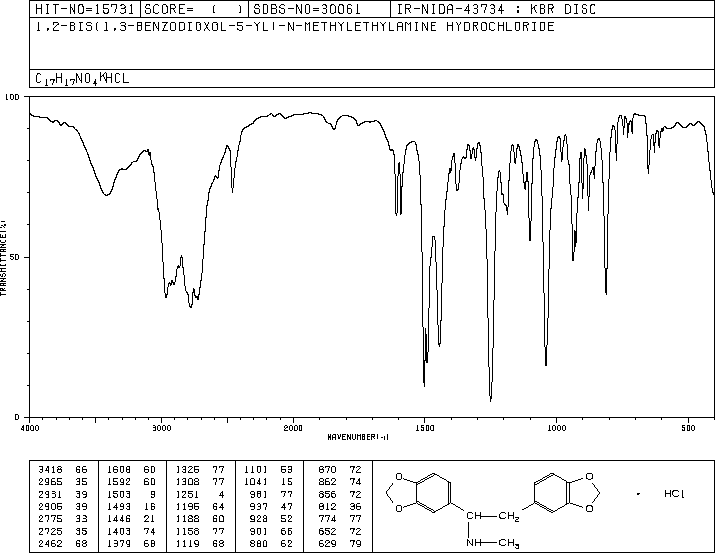 HIT-NO=15731 SCORE= ( ) SDBS-NO=30061 IR-NIDA-43734 : KBR DISC
1,2-BIS(1,3-BENZODIOXOL-5-YL)-N-METHYLETHYLAMINE HYDROCHLORIDE
C17H17NO4*HCL
100
TRANSMITTANCE(%)
50
0
4000 3000 2000 1500 1000 500
WAVENUMBER(-1)
3418 66 1608 60 1326 77 1101 53 870 72
2965 35 1592 60 1308 77 1041 15 862 74
2931 39 1503 9 1251 4 981 77 856 72
2905 39 1493 16 1195 64 937 47 812 36
2775 33 1446 21 1188 60 928 52 774 77
2725 35 1403 74 1158 77 901 66 652 72
2462 68 1379 68 1119 68 880 62 629 79
O O
O O
CH—CH2 · HCl
NH—CH3